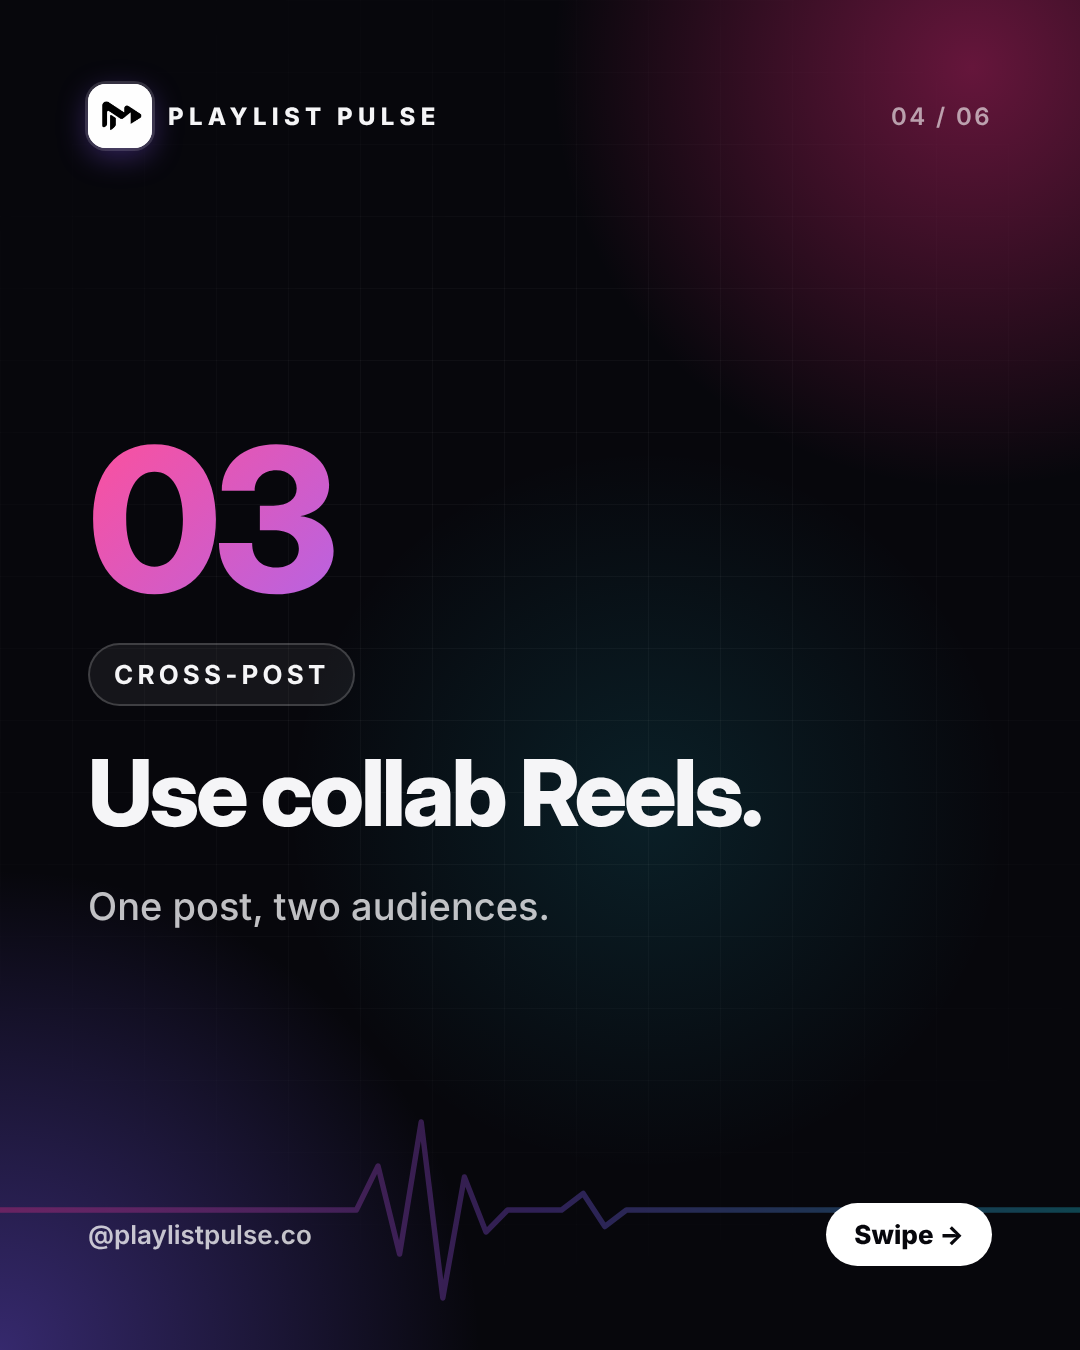 PLAYLIST PULSE
04 / 06
03
CROSS-POST
Use collab Reels.
One post, two audiences.
@playlistpulse.co
Swipe →